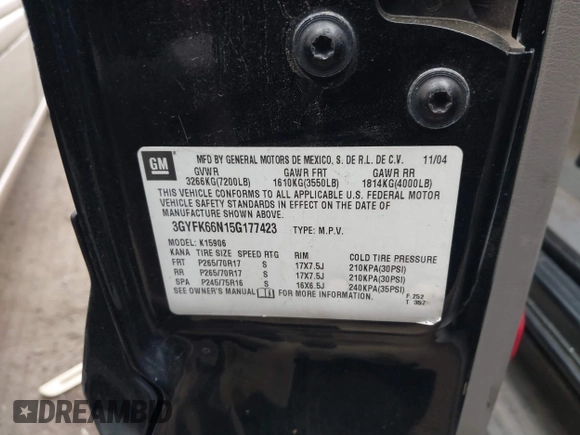 GM
MFD BY GENERAL MOTORS DE MEXICO, S. DE R.L. DE C.V. 11/04
GVWR GAWR FRT GAWR RR
3266KG(7200LB) 1610KG(3550LB) 1814KG(4000LB)
THIS VEHICLE CONFORMS TO ALL APPLICABLE U.S. FEDERAL MOTOR
VEHICLE SAFETY STANDARDS IN EFFECT ON THE DATE OF
MANUFACTURE SHOWN ABOVE.
3GYFK66N15G177423 TYPE: M.P.V.
MODEL: K15906
KANA TIRE SIZE SPEED RTG RIM COLD TIRE PRESSURE
FRT P265/70R17 S 17X7.5J 210KPA(30PSI)
RR P265/70R17 S 17X7.5J 210KPA(30PSI)
SPA P245/75R16 S 16X6.5J 240KPA(35PSI)
SEE OWNER'S MANUAL FOR MORE INFORMATION. F 252
T 352
DREAMBID